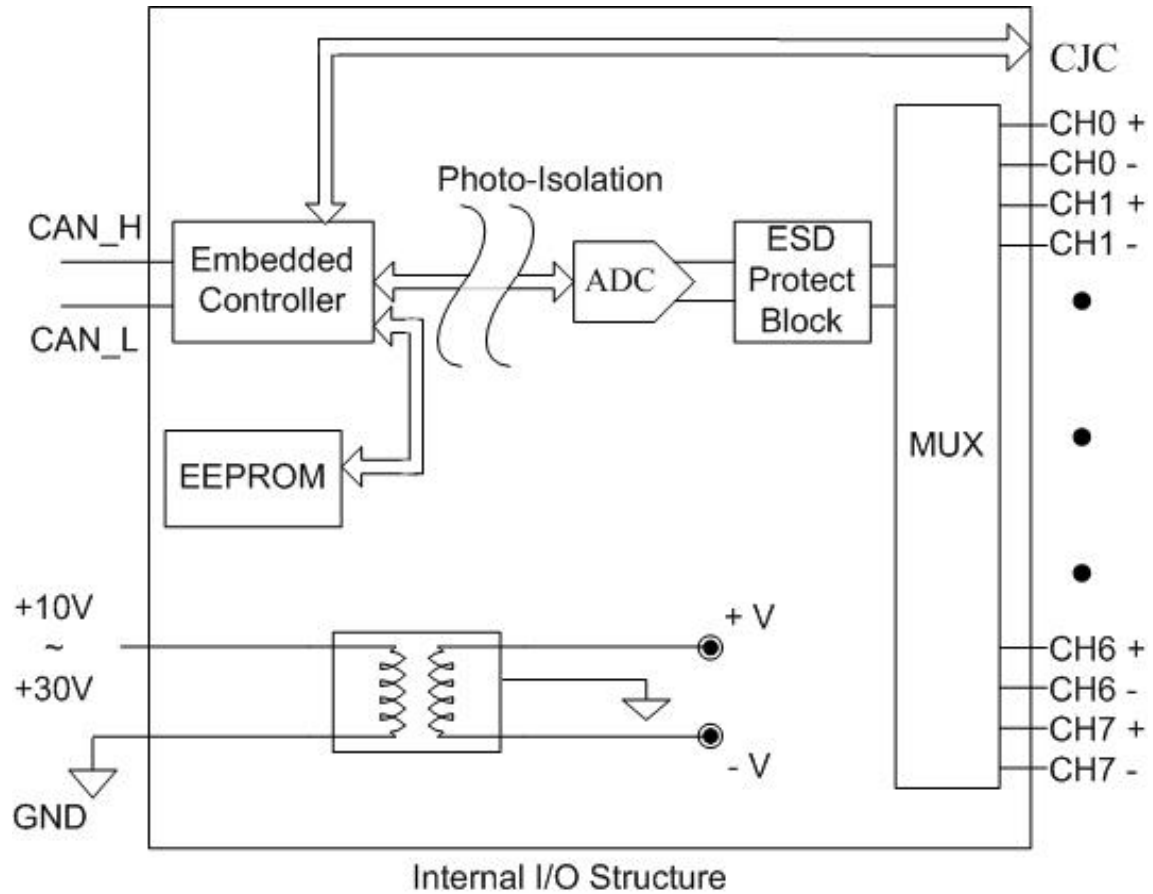 CJC
CH0 +
CH0 -
CH1 +
CH1 -
Photo-Isolation
CAN_H
CAN_L
Embedded
Controller
ADC
ESD
Protect
Block
MUX
EEPROM
+10V
~
+30V
GND
+ V
- V
CH6 +
CH6 -
CH7 +
CH7 -
Internal I/O Structure